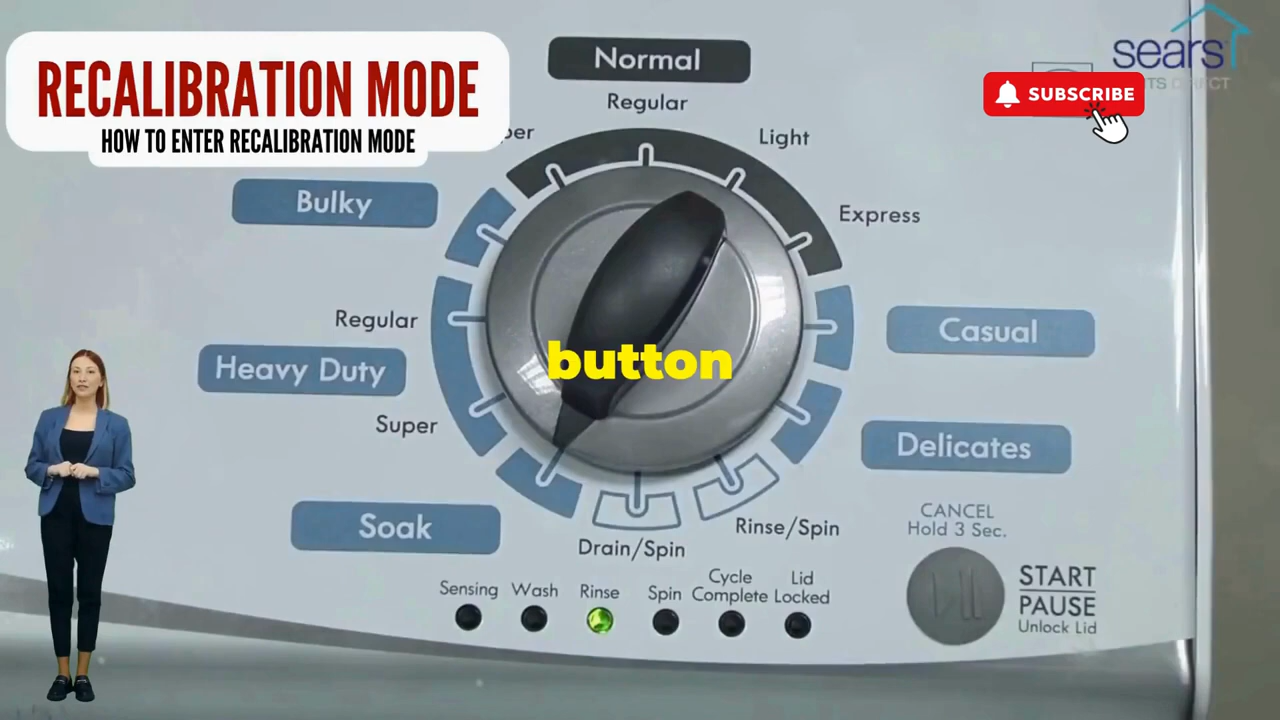 RECALIBRATION MODE
HOW TO ENTER RECALIBRATION MODE
sears
DIRECT
SUBSCRIBE
Normal
Regular
Light
Express
Bulky
Regular
Heavy Duty
Super
Soak
Casual
Delicates
button
Rinse/Spin
Drain/Spin
CANCEL
Hold 3 Sec.
START
PAUSE
Unlock Lid
Sensing
Wash
Rinse
Spin
Cycle
Complete
Lid
Locked